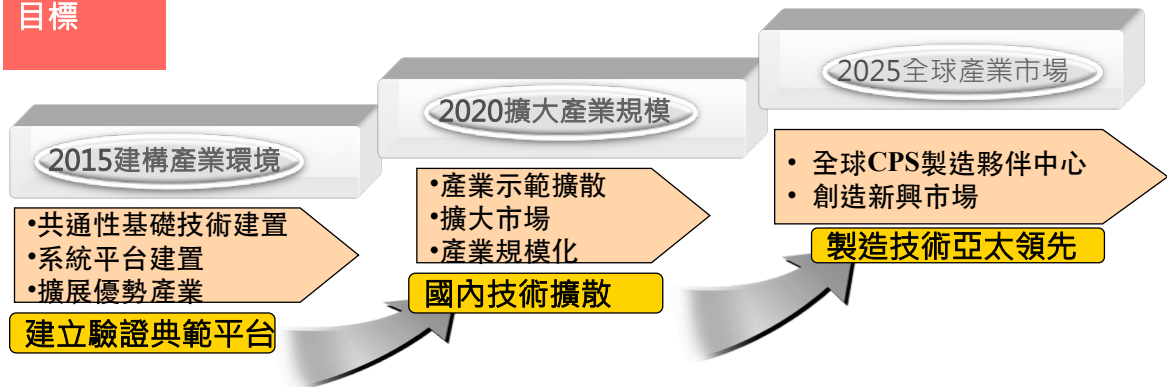 目標
2015建構產業環境
•共通性基礎技術建置
•系統平台建置
•擴展優勢產業
建立驗證典範平台
2020擴大產業規模
•產業示範擴散
•擴大市場
•產業規模化
國內技術擴散
2025全球產業市場
• 全球CPS製造夥伴中心
• 創造新興市場
製造技術亞太領先